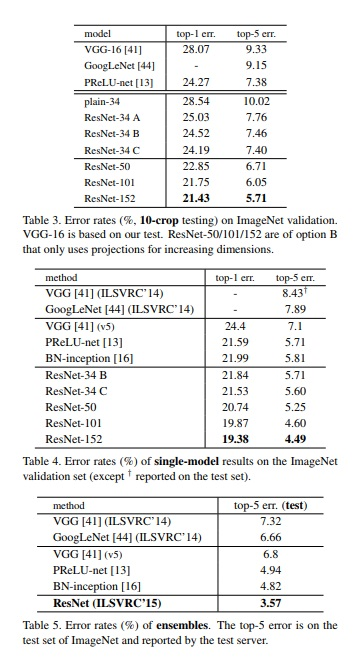 model top-1 err. top-5 err.
VGG-16 [41] 28.07 9.33
GoogLeNet [44] - 9.15
PReLU-net [13] 24.27 7.38
plain-34 28.54 10.02
ResNet-34 A 25.03 7.76
ResNet-34 B 24.52 7.46
ResNet-34 C 24.19 7.40
ResNet-50 22.85 6.71
ResNet-101 21.75 6.05
ResNet-152 21.43 5.71
Table 3. Error rates (%, 10-crop testing) on ImageNet validation.
VGG-16 is based on our test. ResNet-50/101/152 are of option B
that only uses projections for increasing dimensions.
method top-1 err. top-5 err.
VGG [41] (ILSVRC'14) - 8.43†
GoogLeNet [44] (ILSVRC'14) - 7.89
VGG [41] (v5) 24.4 7.1
PReLU-net [13] 21.59 5.71
BN-inception [16] 21.99 5.81
ResNet-34 B 21.84 5.71
ResNet-34 C 21.53 5.60
ResNet-50 20.74 5.25
ResNet-101 19.87 4.60
ResNet-152 19.38 4.49
Table 4. Error rates (%) of single-model results on the ImageNet
validation set (except † reported on the test set).
method top-5 err. (test)
VGG [41] (ILSVRC'14) 7.32
GoogLeNet [44] (ILSVRC'14) 6.66
VGG [41] (v5) 6.8
PReLU-net [13] 4.94
BN-inception [16] 4.82
ResNet (ILSVRC'15) 3.57
Table 5. Error rates (%) of ensembles. The top-5 error is on the
test set of ImageNet and reported by the test server.